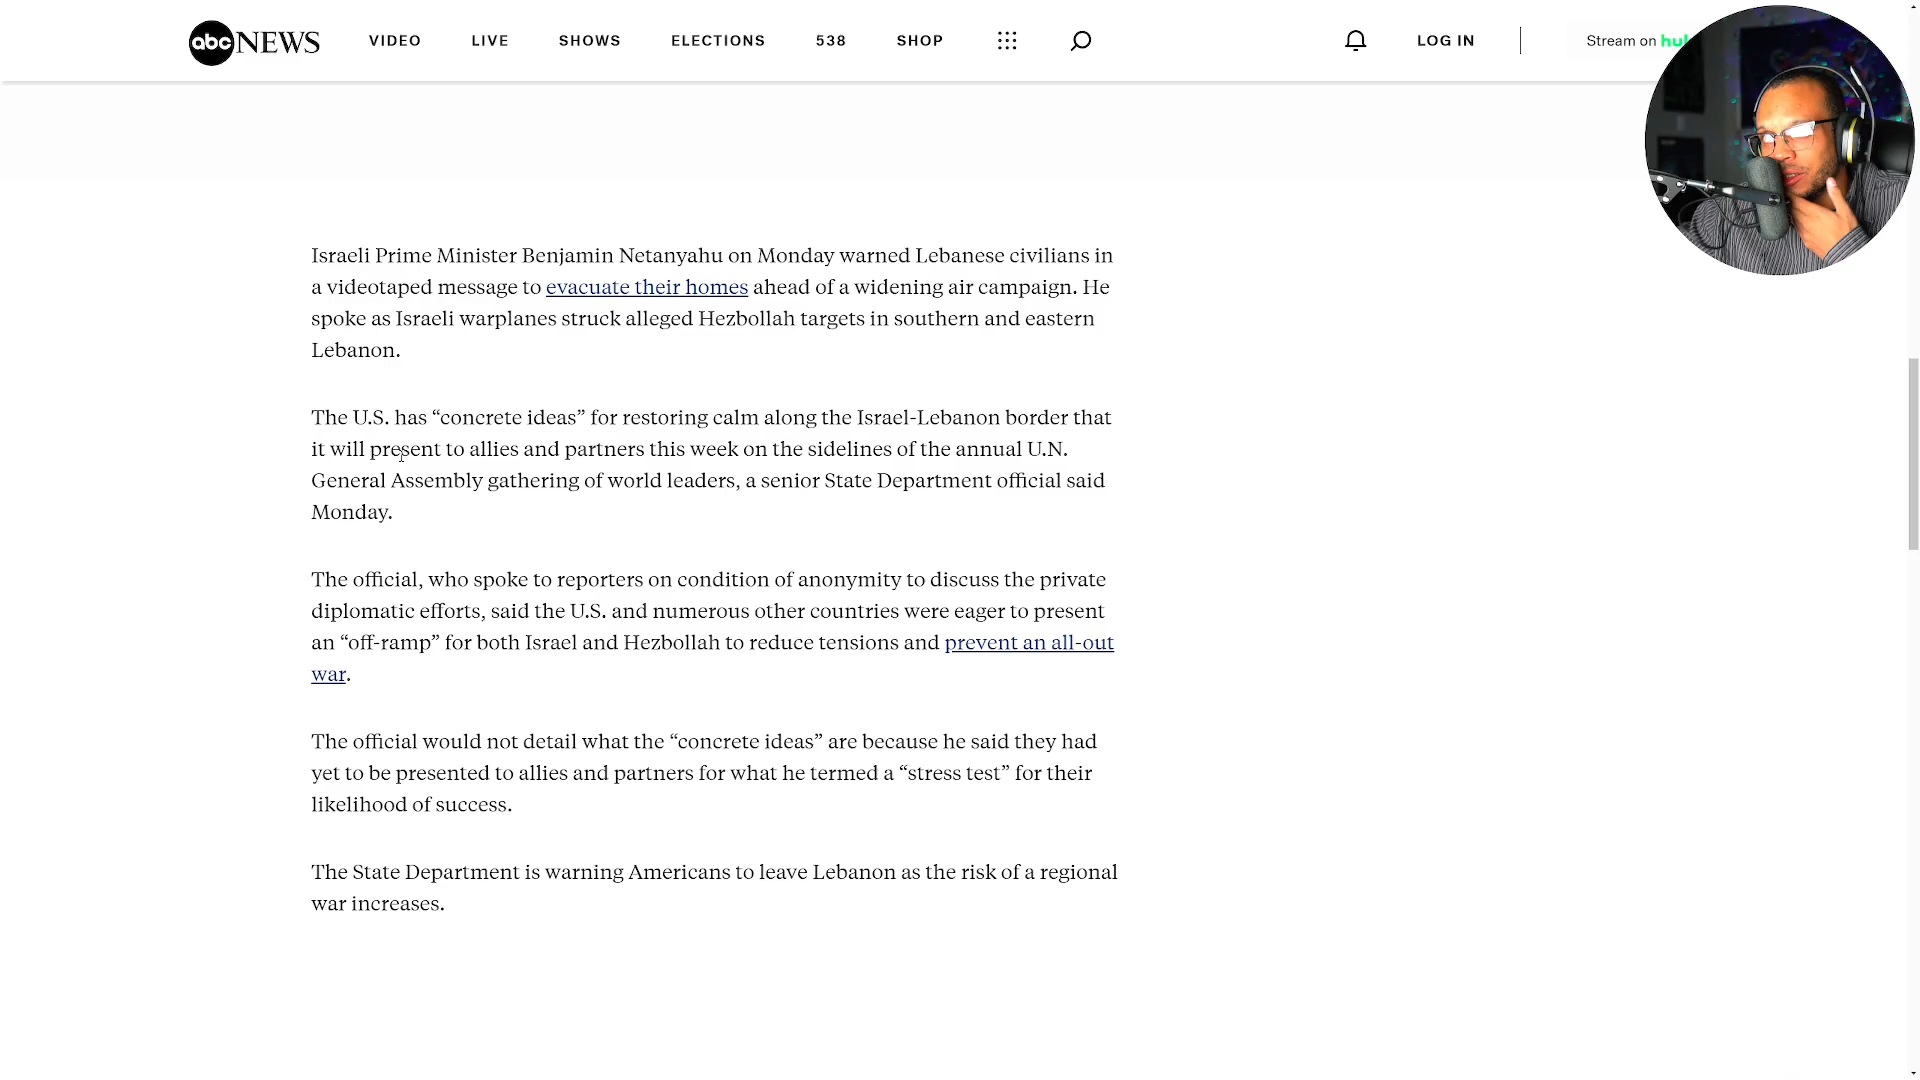 abc NEWS VIDEO LIVE SHOWS ELECTIONS 538 SHOP LOG IN Stream on
Israeli Prime Minister Benjamin Netanyahu on Monday warned Lebanese civilians in
a videotaped message to evacuate their homes ahead of a widening air campaign. He
spoke as Israeli warplanes struck alleged Hezbollah targets in southern and eastern
Lebanon.
The U.S. has “concrete ideas” for restoring calm along the Israel-Lebanon border that
it will present to allies and partners this week on the sidelines of the annual U.N.
General Assembly gathering of world leaders, a senior State Department official said
Monday.
The official, who spoke to reporters on condition of anonymity to discuss the private
diplomatic efforts, said the U.S. and numerous other countries were eager to present
an “off-ramp” for both Israel and Hezbollah to reduce tensions and prevent an all-out
war.
The official would not detail what the “concrete ideas” are because he said they had
yet to be presented to allies and partners for what he termed a “stress test” for their
likelihood of success.
The State Department is warning Americans to leave Lebanon as the risk of a regional
war increases.